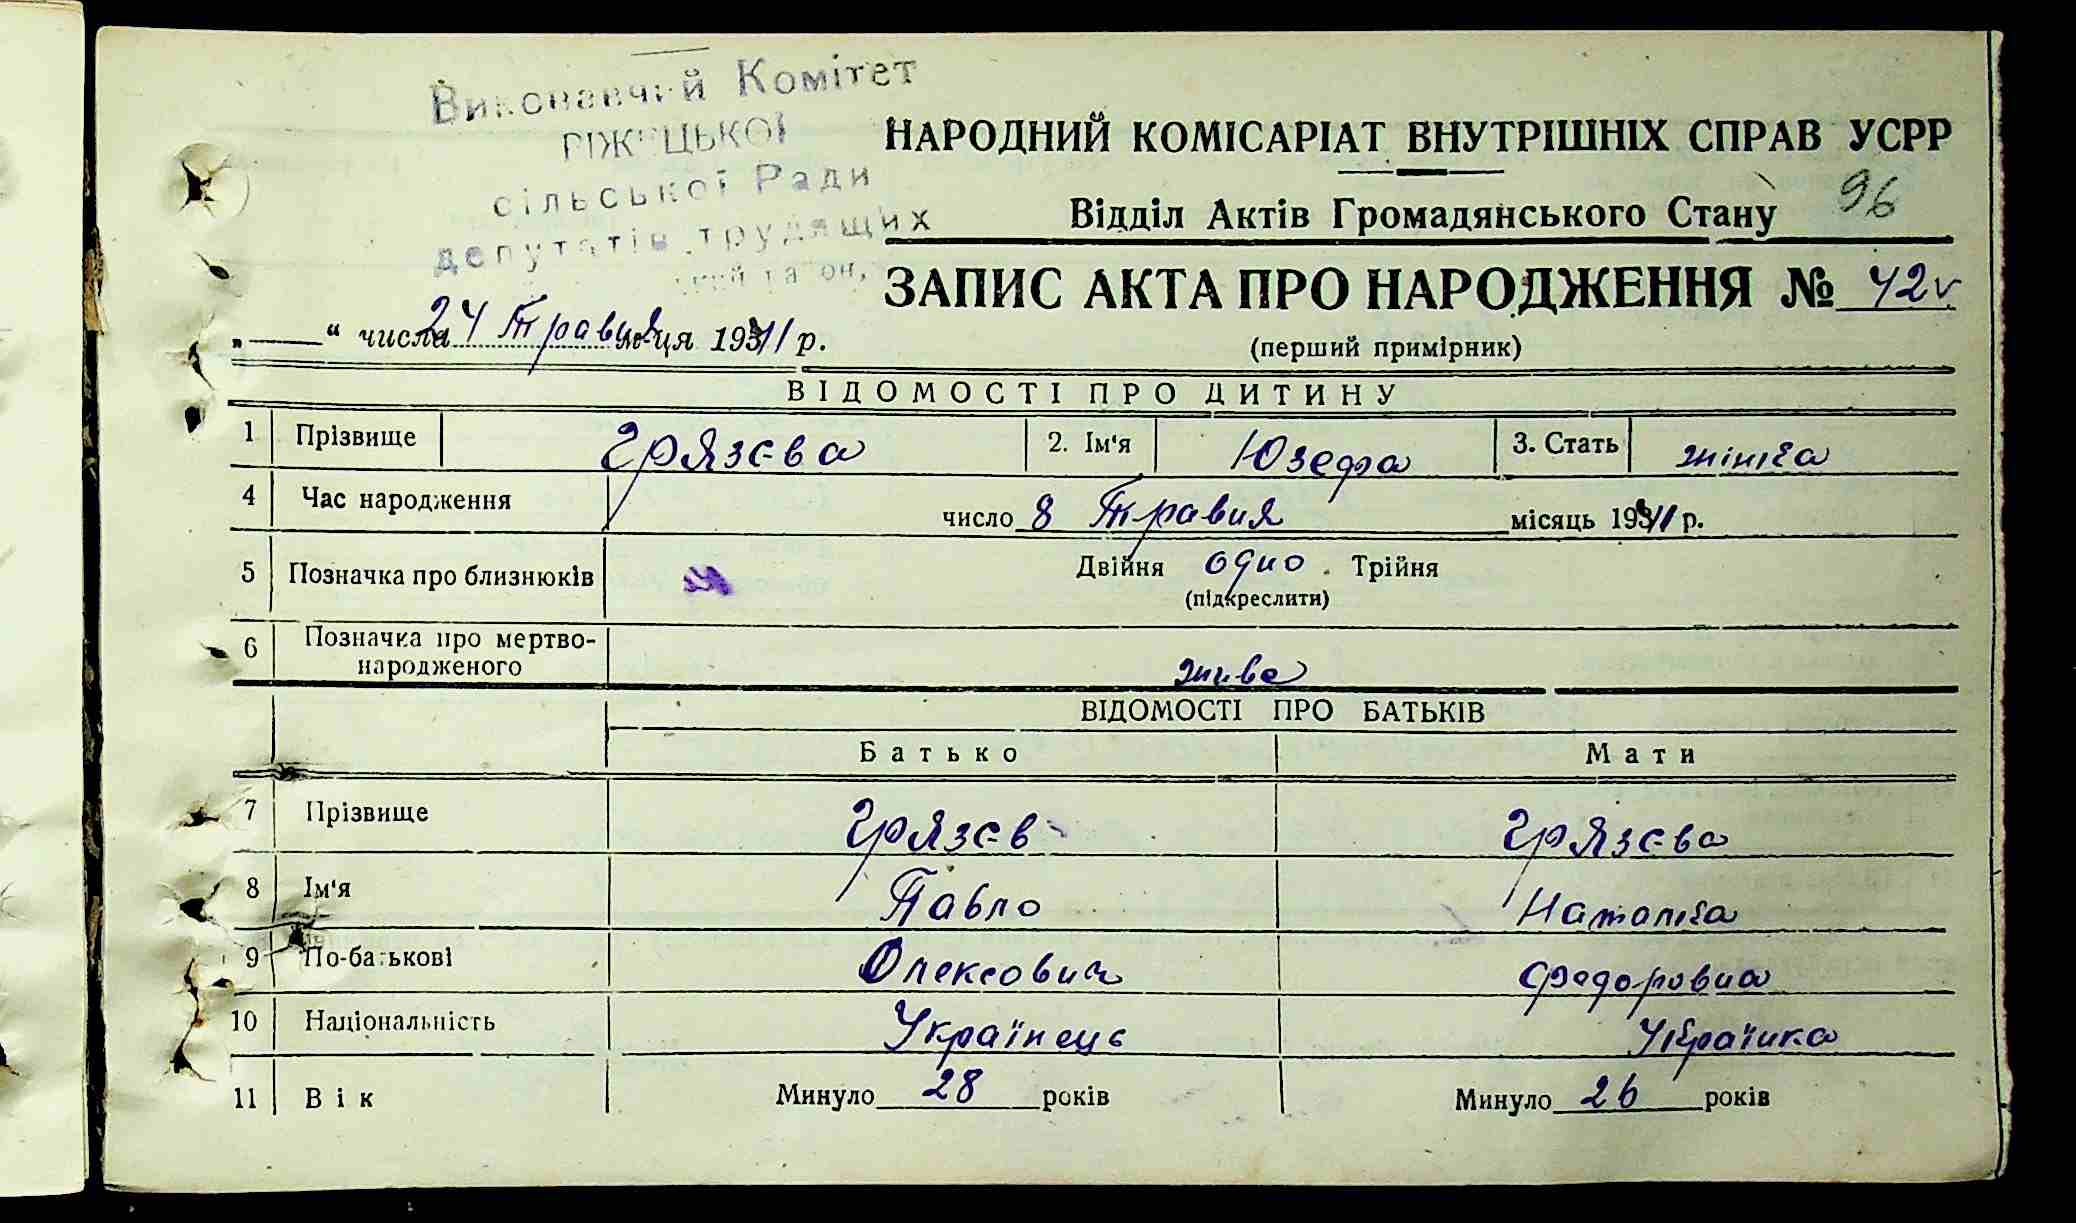 Виконавчий Комітет
сільської Ради
депутатів трудящих
НАРОДНИЙ КОМІСАРІАТ ВНУТРІШНІХ СПРАВ УСРР
96
Відділ Актів Громадянського Стану
ЗАПИС АКТА ПРО НАРОДЖЕННЯ № 42
„ “ числа 24 Травня м-ця 1941 р.
(перший примірник)
ВІДОМОСТІ ПРО ДИТИНУ
1 Прізвище Грязєва 2. Ім'я Юзефа 3. Стать
4 Час народження число 8 Травня місяць 1941 р.
5 Позначка про близнюків Двійня одно. Трійня
(підкреслити)
6 Позначка про мертвонародженого жива
ВІДОМОСТІ ПРО БАТЬКІВ
Батько Мати
7 Прізвище Грязєв Грязєва
8 Ім'я Павло Наталіа
9 По-батькові Олексович Федоровна
10 Національність Українець Українка
11 Вік Минуло 28 років Минуло 26 років